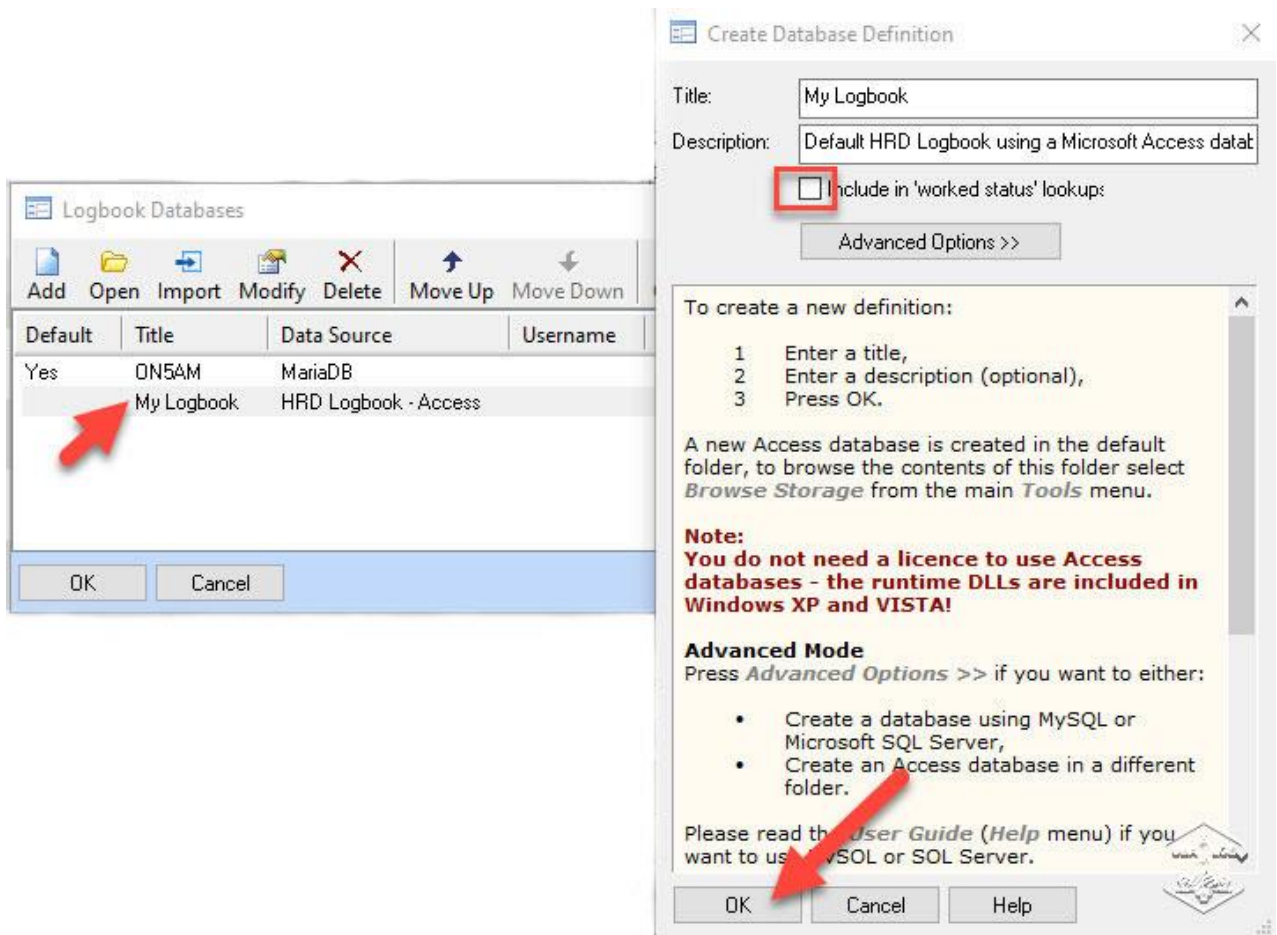 Logbook Databases
Add Open Import Modify Delete Move Up Move Down
Default Title Data Source Username
Yes ON5AM MariaDB
My Logbook HRD Logbook - Access
OK Cancel
Create Database Definition
Title: My Logbook
Description: Default HRD Logbook using a Microsoft Access datab
Include in 'worked status' lookups
Advanced Options >>
To create a new definition:
1 Enter a title,
2 Enter a description (optional),
3 Press OK.
A new Access database is created in the default
folder, to browse the contents of this folder select
Browse Storage from the main Tools menu.
Note:
You do not need a licence to use Access
databases - the runtime DLLs are included in
Windows XP and VISTA!
Advanced Mode
Press Advanced Options >> if you want to either:
• Create a database using MySQL or
Microsoft SQL Server,
• Create an Access database in a different
folder.
Please read the User Guide (Help menu) if you
want to use MySQL or SQL Server.
OK Cancel Help